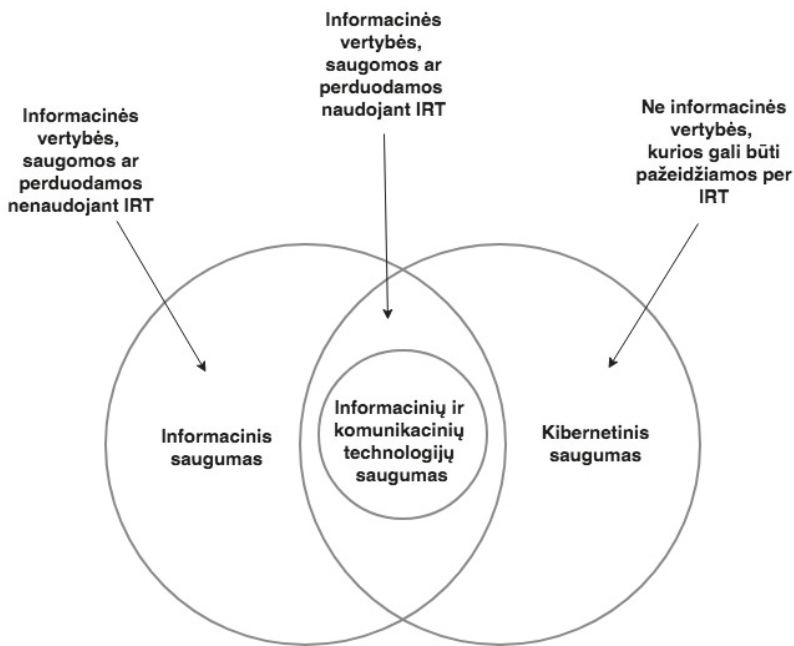 Informacinės
vertybės,
saugomos ar
perduodamos
nenaudojant IRT
Informacinės
vertybės,
saugomos ar
perduodamos
naudojant IRT
Ne informacinės
vertybės,
kurios gali būti
pažeidžiamos per
IRT
Informacinis
saugumas
Informacinių ir
komunikacinių
technologijų
saugumas
Kibernetinis
saugumas